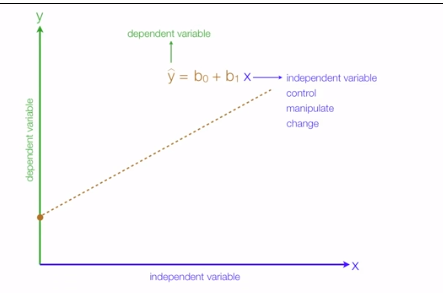 y
dependent variable
ŷ = b₀ + b₁ x
independent variable
control
manipulate
change
dependent variable
x
independent variable